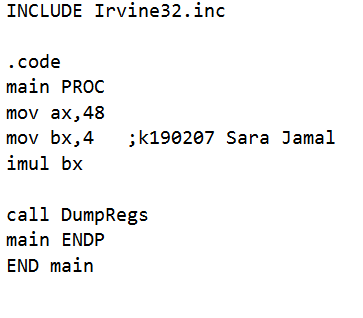 INCLUDE Irvine32.inc
.code
main PROC
mov ax,48
mov bx,4   ;k190207 Sara Jamal
imul bx
call DumpRegs
main ENDP
END main